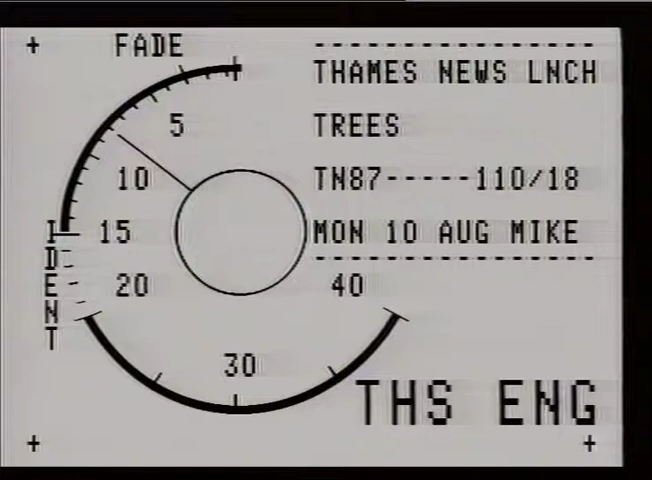 FADE
THAMES NEWS LNCH
5
TREES
10
TN87-----110/18
IDENT
15
MON 10 AUG MIKE
20
40
30
THS ENG